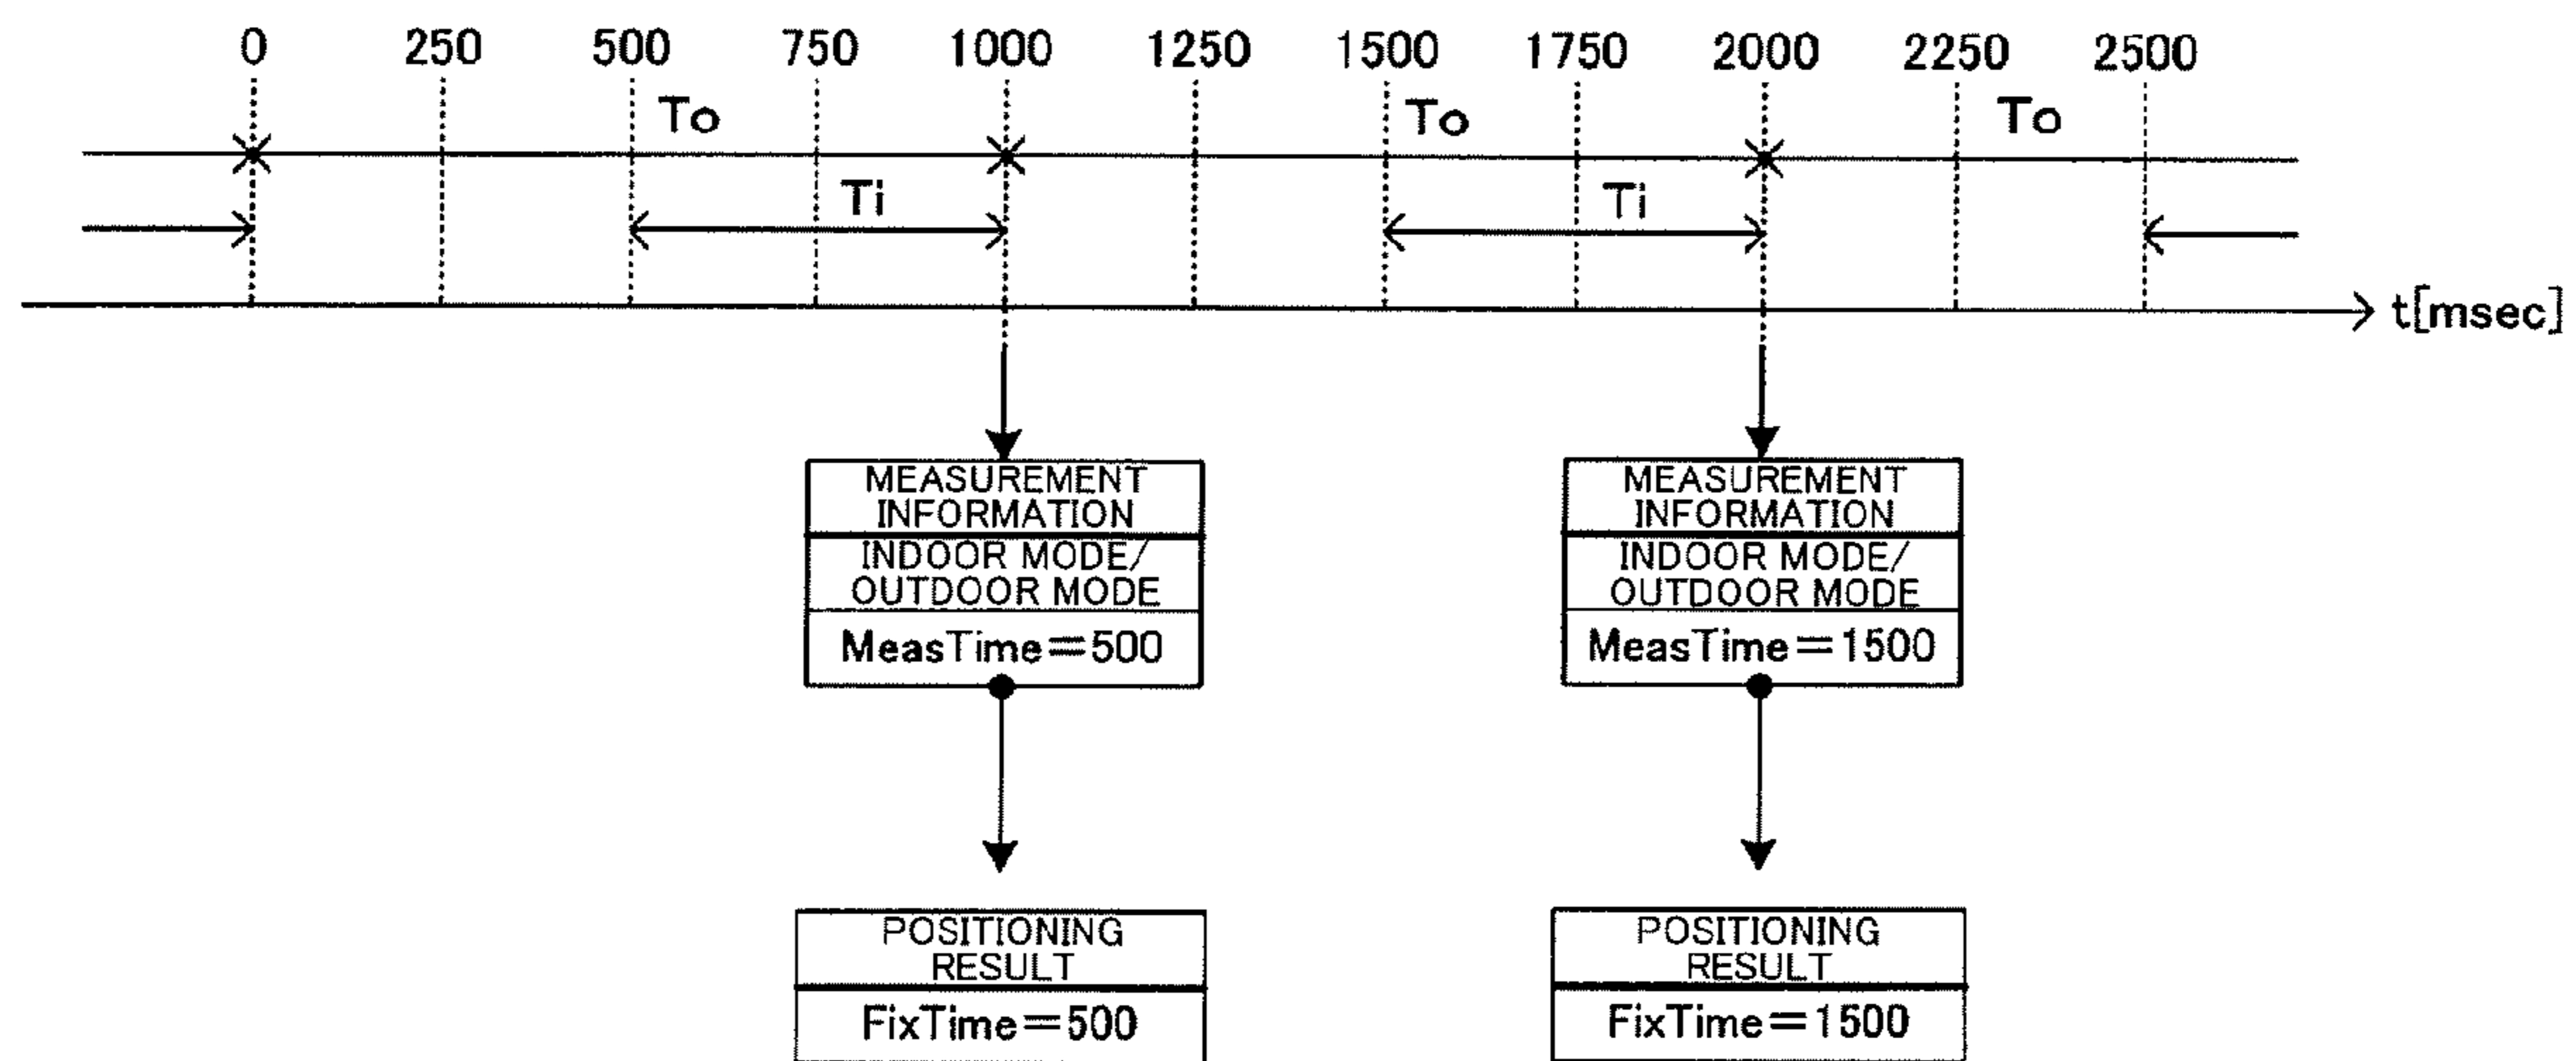 0 250 500 750 1000 1250 1500 1750 2000 2250 2500
To To To
Ti Ti
t[msec]
MEASUREMENT
INFORMATION
INDOOR MODE/
OUTDOOR MODE
MeasTime=500
MEASUREMENT
INFORMATION
INDOOR MODE/
OUTDOOR MODE
MeasTime=1500
POSITIONING
RESULT
FixTime=500
POSITIONING
RESULT
FixTime=1500